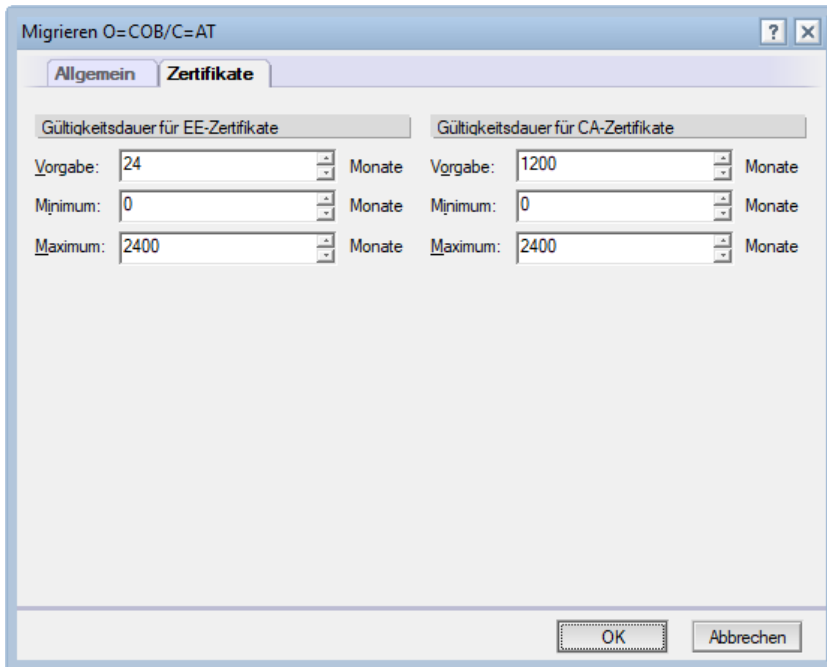 Migrieren O=COB/C=AT
Allgemein Zertifikate
Gültigkeitsdauer für EE-Zertifikate Gültigkeitsdauer für CA-Zertifikate
Vorgabe: 24 Monate Vorgabe: 1200 Monate
Minimum: 0 Monate Minimum: 0 Monate
Maximum: 2400 Monate Maximum: 2400 Monate
OK Abbrechen